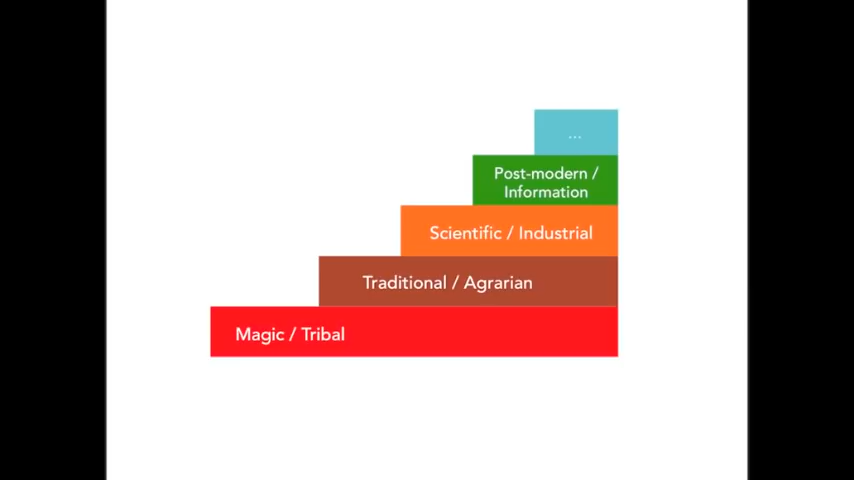 ...
Post-modern /
Information
Scientific / Industrial
Traditional / Agrarian
Magic / Tribal